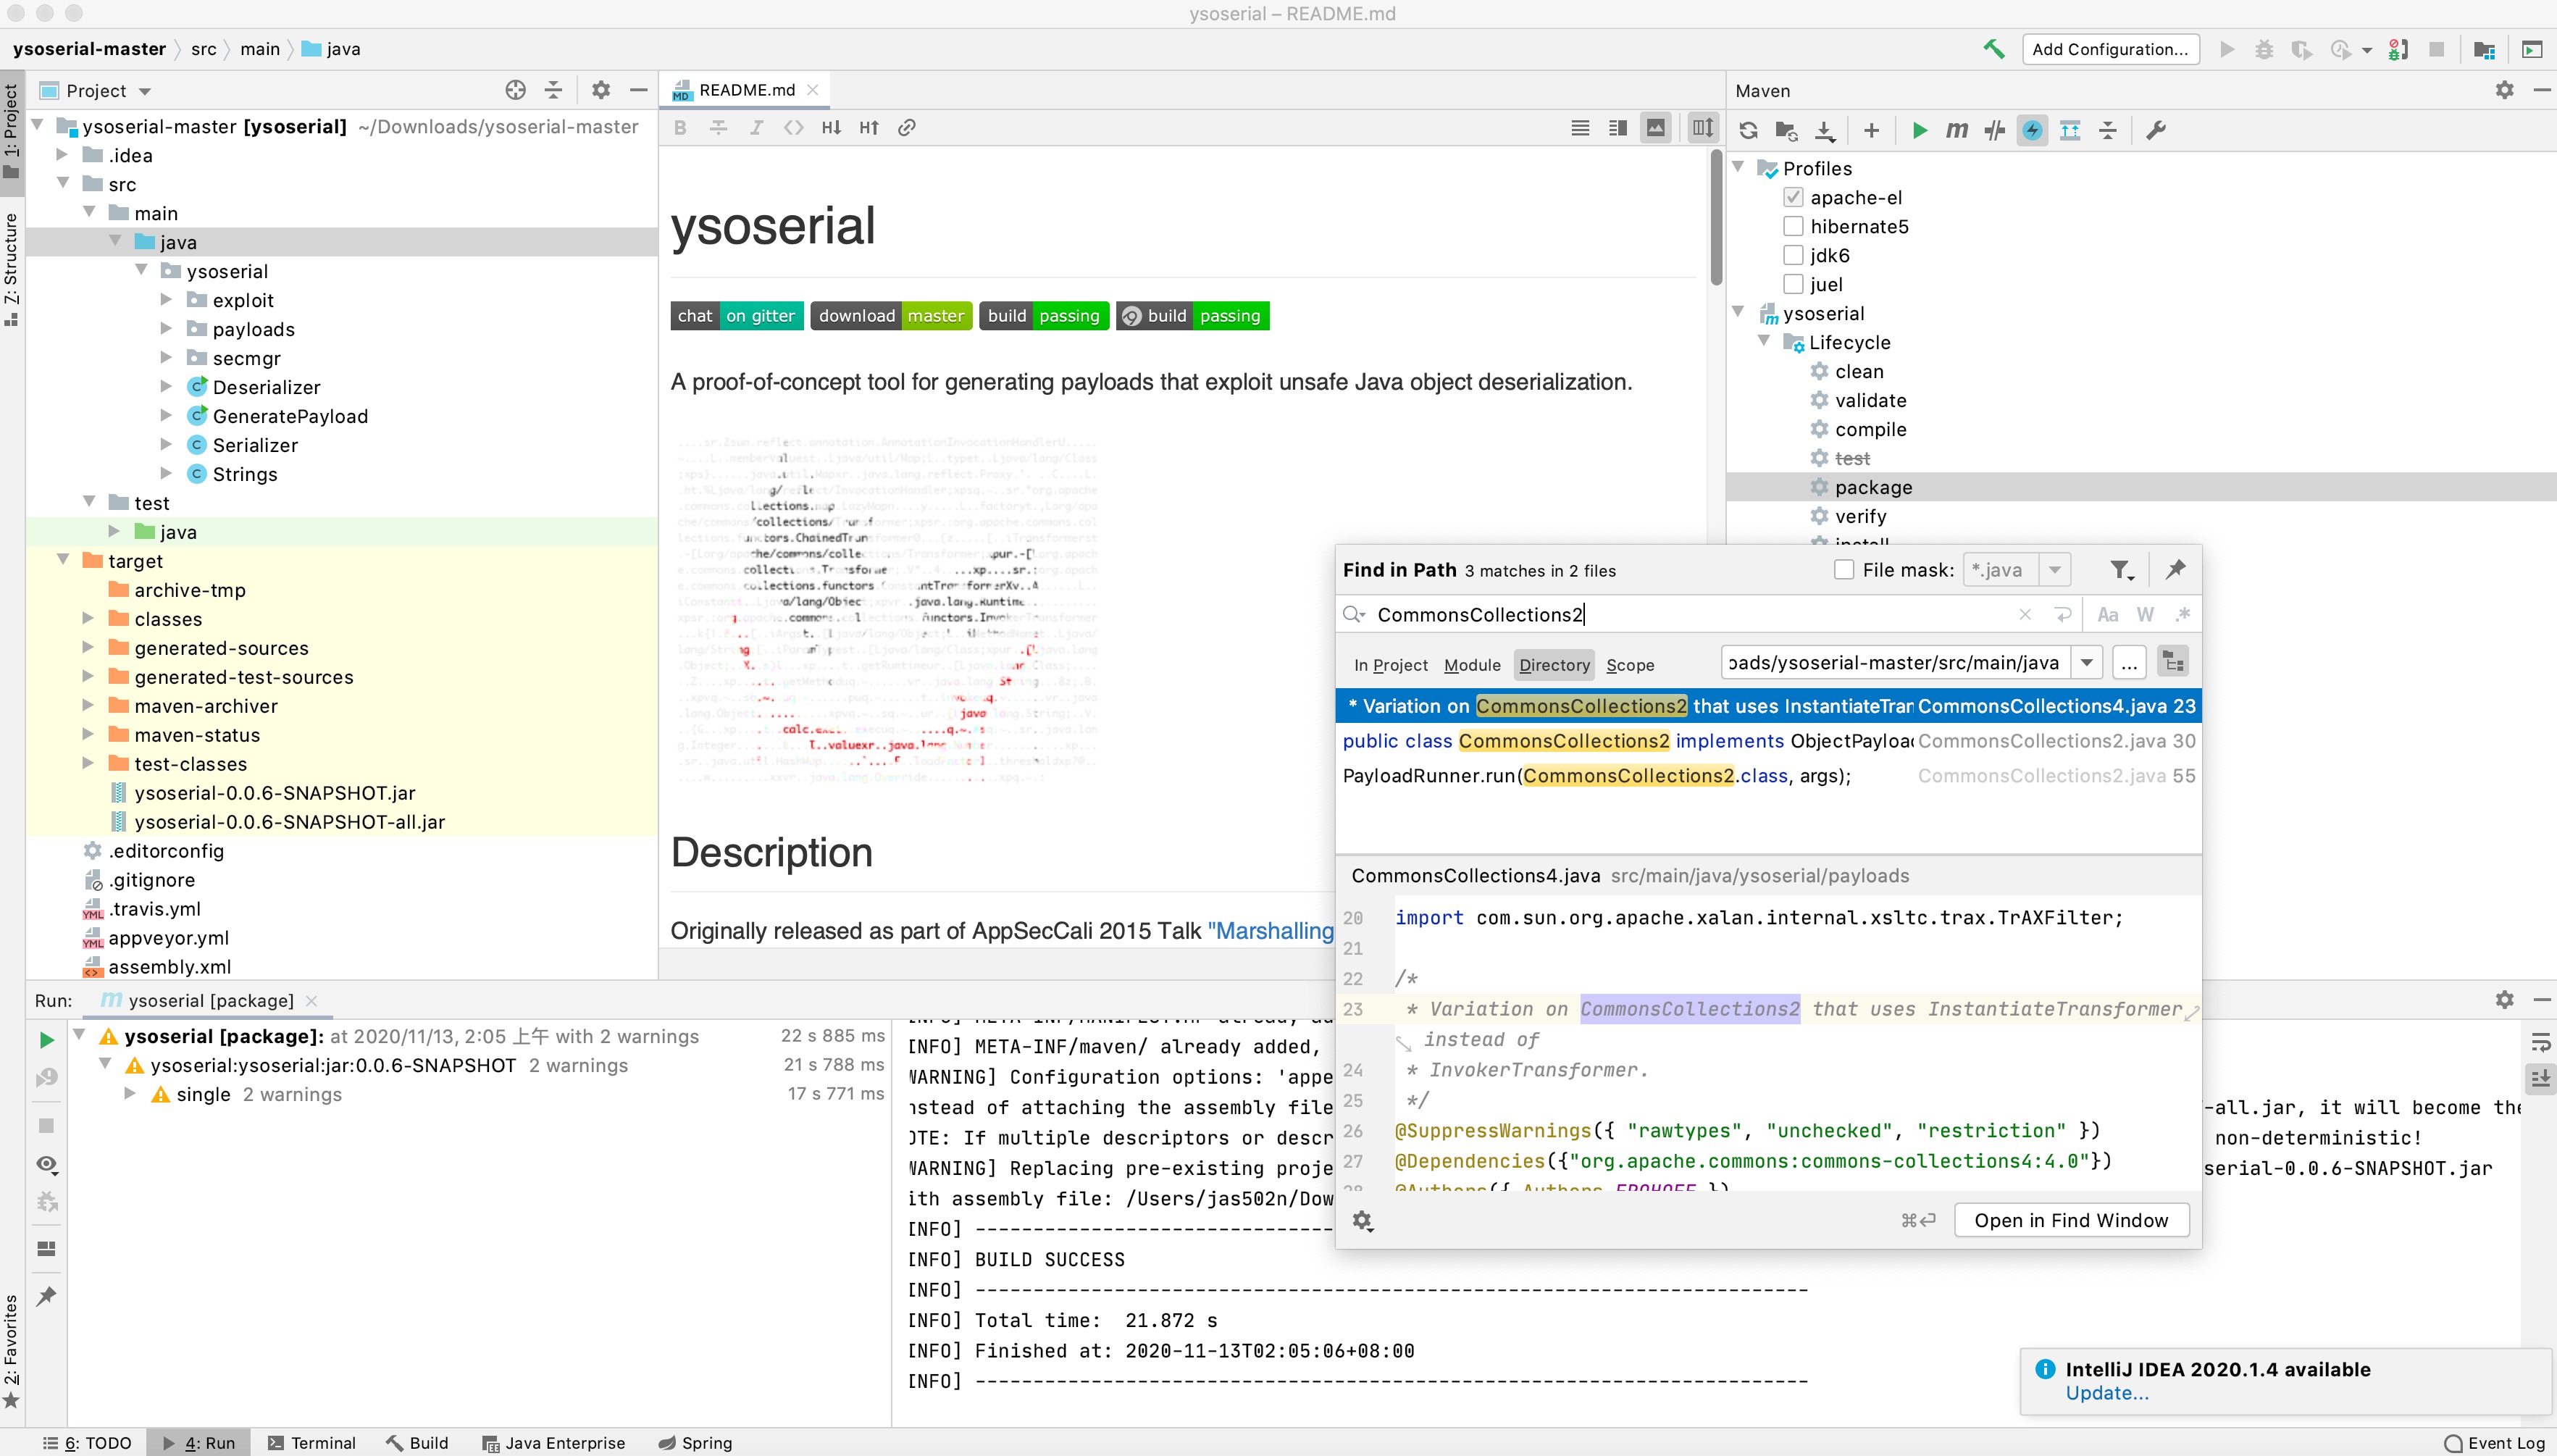 ysoserial – README.md
ysoserial-master src main java
Add Configuration...
1: Project
Z: Structure
2: Favorites
Project
ysoserial-master [ysoserial] ~/Downloads/ysoserial-master
.idea
src
main
java
ysoserial
exploit
payloads
secmgr
Deserializer
GeneratePayload
Serializer
Strings
test
java
target
archive-tmp
classes
generated-sources
generated-test-sources
maven-archiver
maven-status
test-classes
ysoserial-0.0.6-SNAPSHOT.jar
ysoserial-0.0.6-SNAPSHOT-all.jar
.editorconfig
.gitignore
.travis.yml
appveyor.yml
assembly.xml
README.md
ysoserial
chat on gitter download master build passing build passing
A proof-of-concept tool for generating payloads that exploit unsafe Java object deserialization.
Description
Originally released as part of AppSecCali 2015 Talk "Marshalling
Maven
Profiles
apache-el
hibernate5
jdk6
juel
ysoserial
Lifecycle
clean
validate
compile
test
package
verify
install
Find in Path 3 matches in 2 files
File mask: *.java
CommonsCollections2
Aa W .*
In Project Module Directory Scope
oads/ysoserial-master/src/main/java ...
* Variation on CommonsCollections2 that uses InstantiateTran CommonsCollections4.java 23
public class CommonsCollections2 implements ObjectPayload CommonsCollections2.java 30
PayloadRunner.run(CommonsCollections2.class, args); CommonsCollections2.java 55
CommonsCollections4.java src/main/java/ysoserial/payloads
20 import com.sun.org.apache.xalan.internal.xsltc.trax.TrAXFilter;
21
22 /*
23 * Variation on CommonsCollections2 that uses InstantiateTransformer
instead of
24 * InvokerTransformer.
25 */
26 @SuppressWarnings({ "rawtypes", "unchecked", "restriction" })
27 @Dependencies({"org.apache.commons:commons-collections4:4.0"})
28 @Authors({ Authors.FROHOFF })
Open in Find Window
Run: ysoserial [package]
ysoserial [package]: at 2020/11/13, 2:05 上午 with 2 warnings 22 s 885 ms
ysoserial:ysoserial:jar:0.0.6-SNAPSHOT 2 warnings 21 s 788 ms
single 2 warnings 17 s 771 ms
[INFO] META-INF/MANIFEST.MF already ad
[INFO] META-INF/maven/ already added,
WARNING] Configuration options: 'appe
nstead of attaching the assembly file -all.jar, it will become the
OTE: If multiple descriptors or descr non-deterministic!
WARNING] Replacing pre-existing proje serial-0.0.6-SNAPSHOT.jar
ith assembly file: /Users/jas502n/Dow
[INFO] ------------------------------
[INFO] BUILD SUCCESS
[INFO] ------------------------------------------------------------------------
[INFO] Total time:  21.872 s
[INFO] Finished at: 2020-11-13T02:05:06+08:00
[INFO] ------------------------------------------------------------------------
IntelliJ IDEA 2020.1.4 available
Update...
6: TODO 4: Run Terminal Build Java Enterprise Spring Event Log